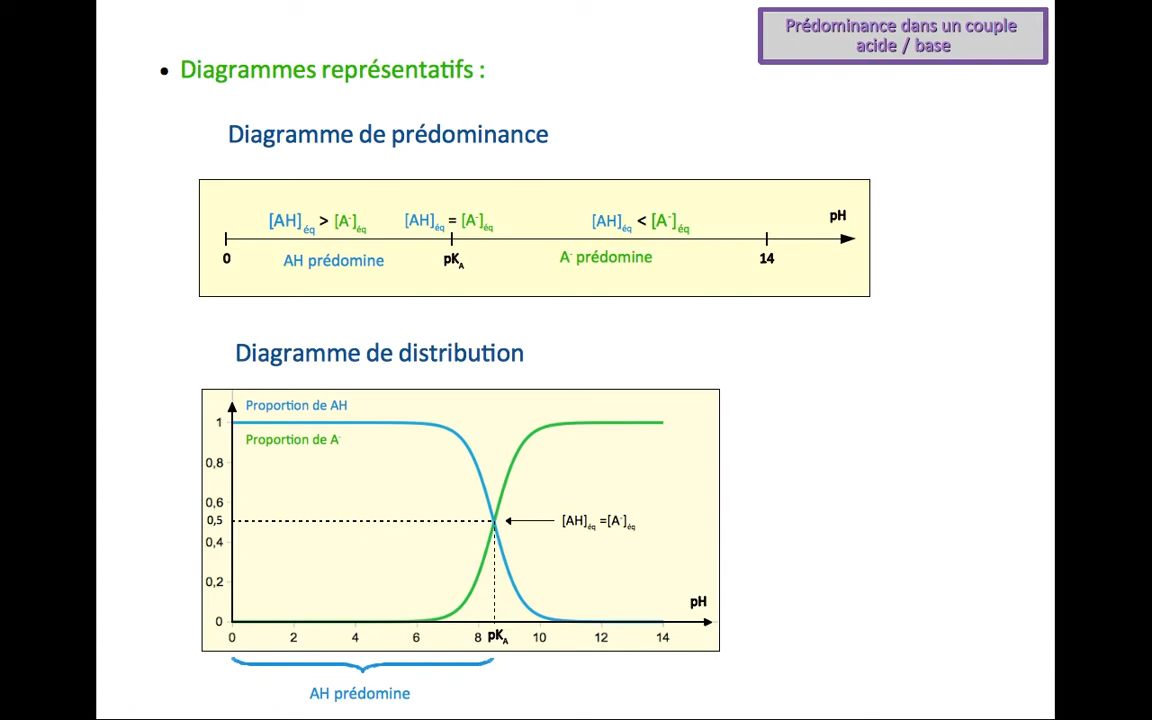 Prédominance dans un couple
acide / base
• Diagrammes représentatifs :
Diagramme de prédominance
[AH]éq > [A-]éq [AH]éq = [A-]éq [AH]éq < [A-]éq pH
0 AH prédomine pKA A- prédomine 14
Diagramme de distribution
Proportion de AH
1
Proportion de A-
0,8
0,6
0,5 [AH]éq =[A-]éq
0,4
0,2
pH
0
0 2 4 6 8 pKA 10 12 14
AH prédomine